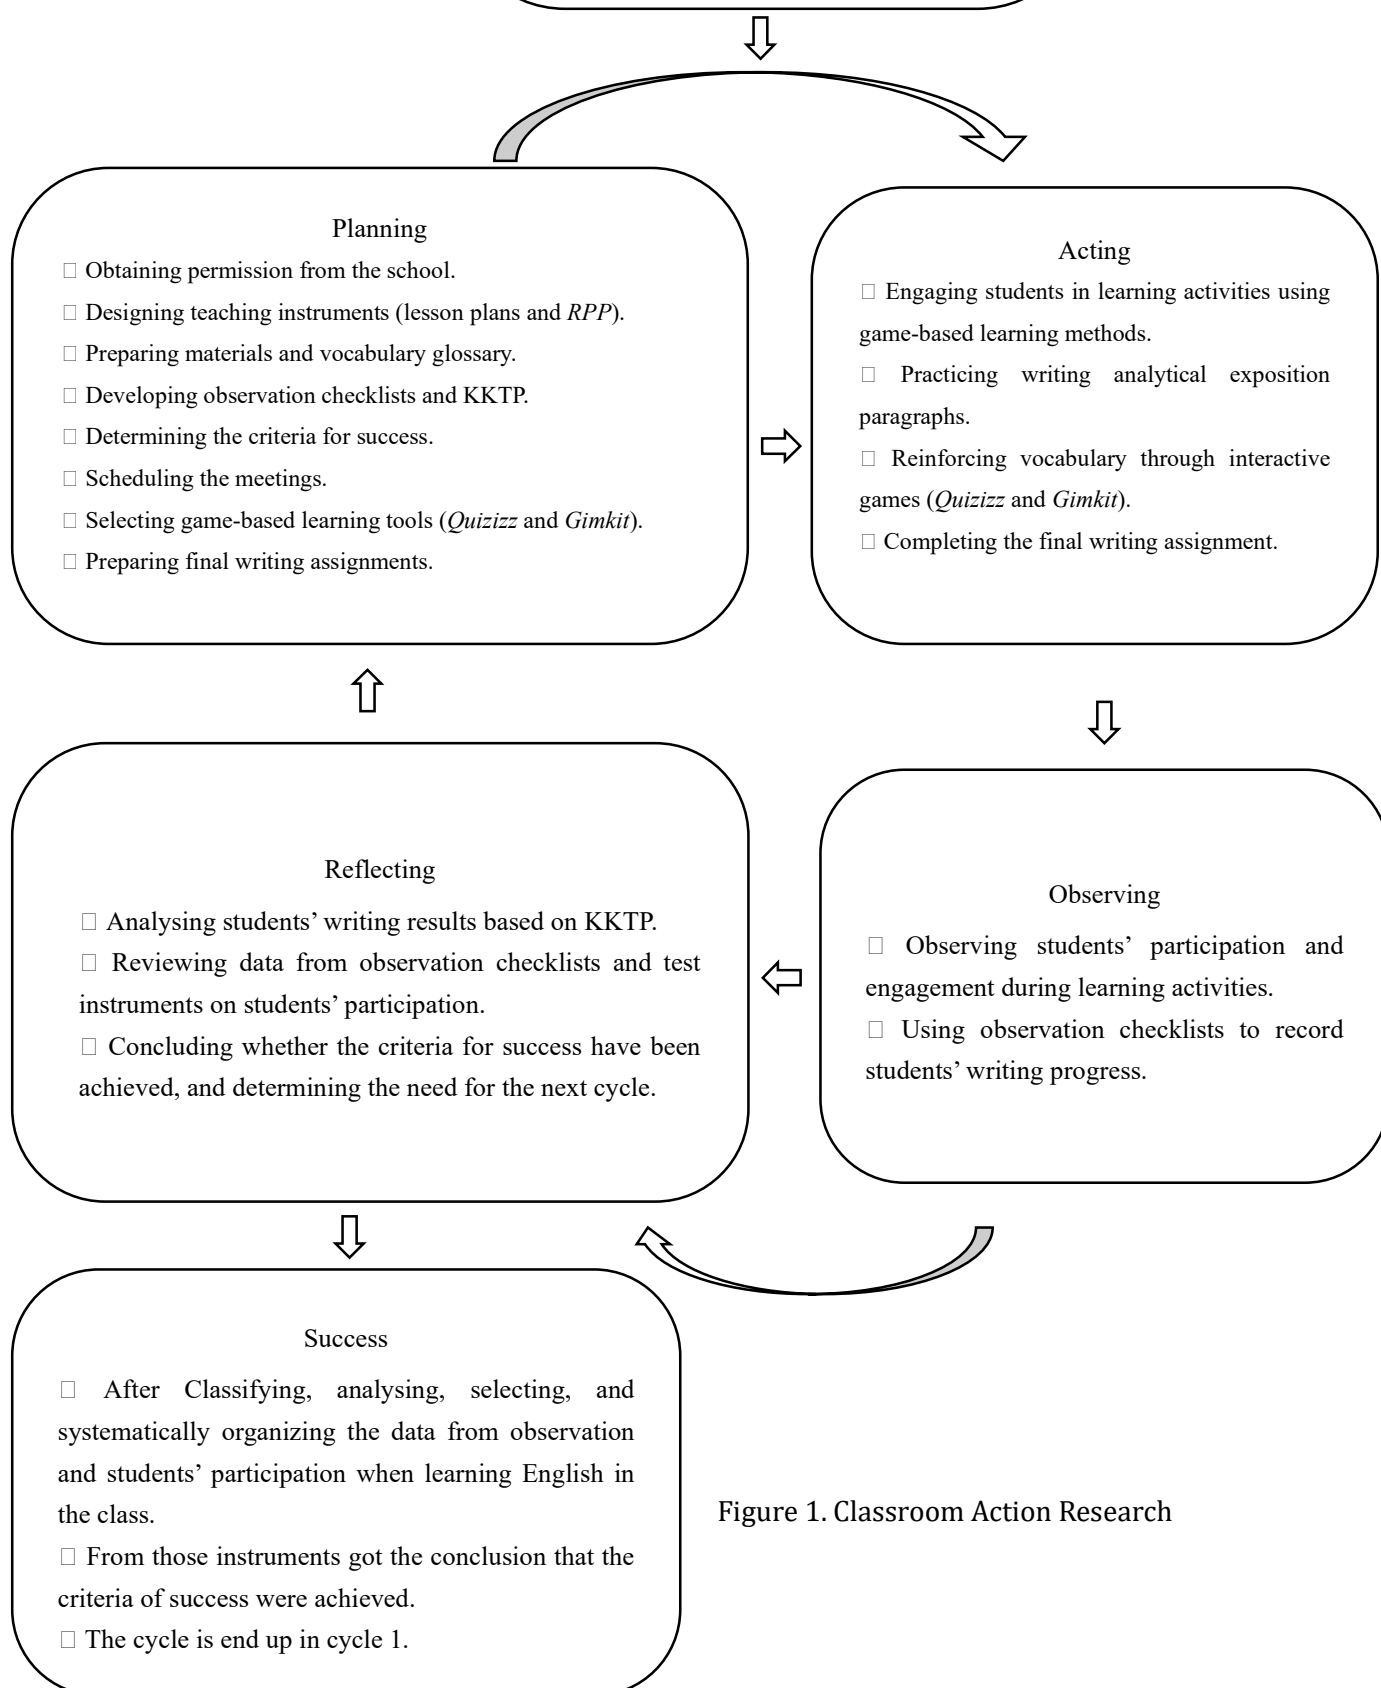 Planning
□ Obtaining permission from the school.
□ Designing teaching instruments (lesson plans and RPP).
□ Preparing materials and vocabulary glossary.
□ Developing observation checklists and KKTP.
□ Determining the criteria for success.
□ Scheduling the meetings.
□ Selecting game-based learning tools (Quizizz and Gimkit).
□ Preparing final writing assignments.
Acting
□ Engaging students in learning activities using
game-based learning methods.
□ Practicing writing analytical exposition
paragraphs.
□ Reinforcing vocabulary through interactive
games (Quizizz and Gimkit).
□ Completing the final writing assignment.
Reflecting
□ Analysing students’ writing results based on KKTP.
□ Reviewing data from observation checklists and test
instruments on students’ participation.
□ Concluding whether the criteria for success have been
achieved, and determining the need for the next cycle.
Observing
□ Observing students’ participation and
engagement during learning activities.
□ Using observation checklists to record
students’ writing progress.
Success
□ After Classifying, analysing, selecting, and
systematically organizing the data from observation
and students’ participation when learning English in
the class.
□ From those instruments got the conclusion that the
criteria of success were achieved.
□ The cycle is end up in cycle 1.
Figure 1. Classroom Action Research